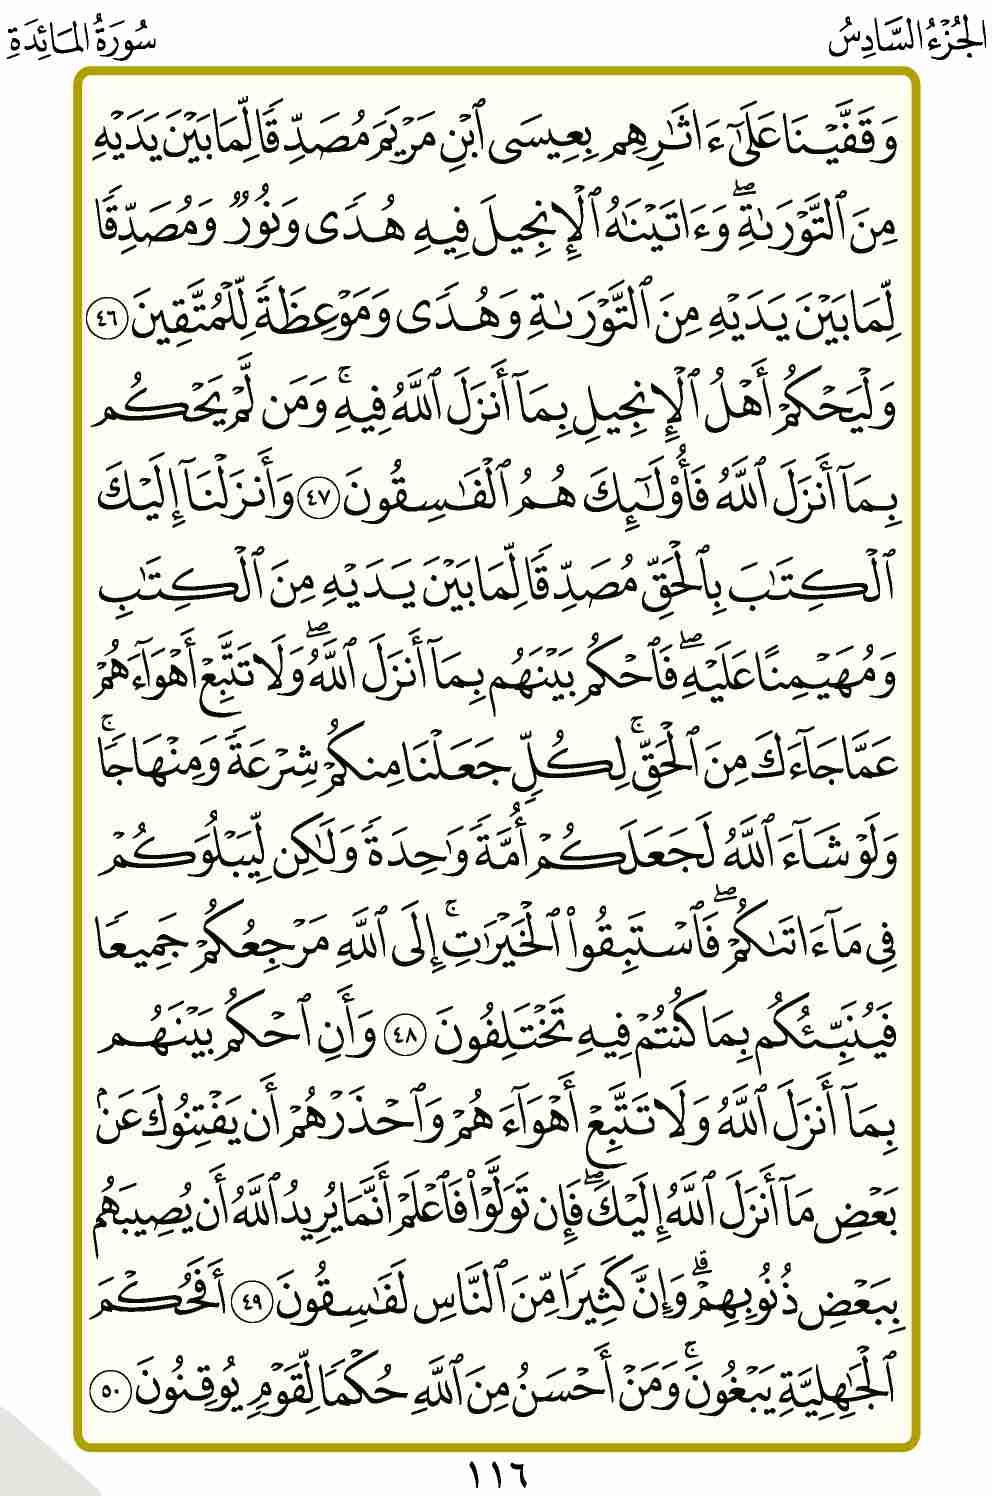 الجُزْءُ السَّادِسُ
سُورَةُ المَائِدَةِ
وَقَفَّيْنَا عَلَىٰٓ ءَاثَٰرِهِم بِعِيسَى ٱبْنِ مَرْيَمَ مُصَدِّقًا لِّمَا بَيْنَ يَدَيْهِ
مِنَ ٱلتَّوْرَىٰةِۖ وَءَاتَيْنَٰهُ ٱلْإِنجِيلَ فِيهِ هُدًى وَنُورٌ وَمُصَدِّقًا
لِّمَا بَيْنَ يَدَيْهِ مِنَ ٱلتَّوْرَىٰةِ وَهُدًى وَمَوْعِظَةً لِّلْمُتَّقِينَ ٤٦
وَلْيَحْكُمْ أَهْلُ ٱلْإِنجِيلِ بِمَآ أَنزَلَ ٱللَّهُ فِيهِۚ وَمَن لَّمْ يَحْكُم
بِمَآ أَنزَلَ ٱللَّهُ فَأُو۟لَٰٓئِكَ هُمُ ٱلْفَٰسِقُونَ ٤٧ وَأَنزَلْنَآ إِلَيْكَ
ٱلْكِتَٰبَ بِٱلْحَقِّ مُصَدِّقًا لِّمَا بَيْنَ يَدَيْهِ مِنَ ٱلْكِتَٰبِ
وَمُهَيْمِنًا عَلَيْهِۖ فَٱحْكُم بَيْنَهُم بِمَآ أَنزَلَ ٱللَّهُۖ وَلَا تَتَّبِعْ أَهْوَآءَهُمْ
عَمَّا جَآءَكَ مِنَ ٱلْحَقِّۚ لِكُلٍّ جَعَلْنَا مِنكُمْ شِرْعَةً وَمِنْهَاجًاۚ
وَلَوْ شَآءَ ٱللَّهُ لَجَعَلَكُمْ أُمَّةً وَٰحِدَةً وَلَٰكِن لِّيَبْلُوَكُمْ
فِى مَآ ءَاتَىٰكُمْۖ فَٱسْتَبِقُوا۟ ٱلْخَيْرَٰتِۚ إِلَى ٱللَّهِ مَرْجِعُكُمْ جَمِيعًا
فَيُنَبِّئُكُم بِمَا كُنتُمْ فِيهِ تَخْتَلِفُونَ ٤٨ وَأَنِ ٱحْكُم بَيْنَهُم
بِمَآ أَنزَلَ ٱللَّهُ وَلَا تَتَّبِعْ أَهْوَآءَهُمْ وَٱحْذَرْهُمْ أَن يَفْتِنُوكَ عَنۢ
بَعْضِ مَآ أَنزَلَ ٱللَّهُ إِلَيْكَۖ فَإِن تَوَلَّوْا۟ فَٱعْلَمْ أَنَّمَا يُرِيدُ ٱللَّهُ أَن يُصِيبَهُم
بِبَعْضِ ذُنُوبِهِمْۗ وَإِنَّ كَثِيرًا مِّنَ ٱلنَّاسِ لَفَٰسِقُونَ ٤٩ أَفَحُكْمَ
ٱلْجَٰهِلِيَّةِ يَبْغُونَۚ وَمَنْ أَحْسَنُ مِنَ ٱللَّهِ حُكْمًا لِّقَوْمٍ يُوقِنُونَ ٥٠
١١٦